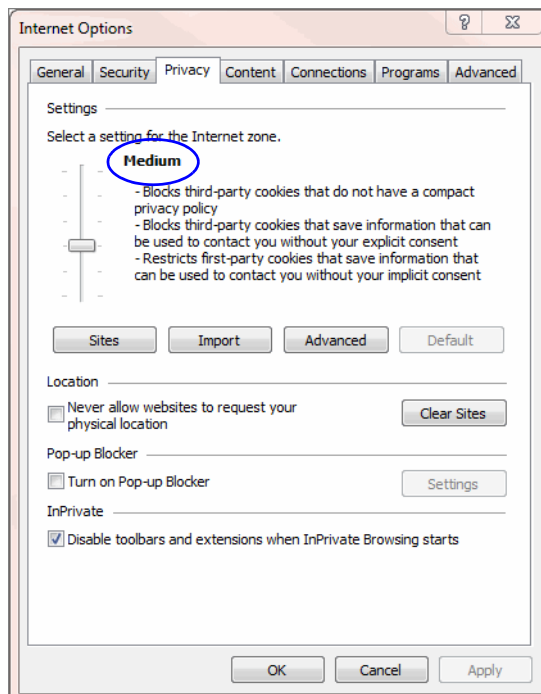 Internet Options
?
General Security Privacy Content Connections Programs Advanced
Settings
Select a setting for the Internet zone.
Medium
- Blocks third-party cookies that do not have a compact
privacy policy
- Blocks third-party cookies that save information that can
be used to contact you without your explicit consent
- Restricts first-party cookies that save information that
can be used to contact you without your implicit consent
Sites Import Advanced Default
Location
Never allow websites to request your
physical location
Clear Sites
Pop-up Blocker
Turn on Pop-up Blocker Settings
InPrivate
Disable toolbars and extensions when InPrivate Browsing starts
OK Cancel Apply